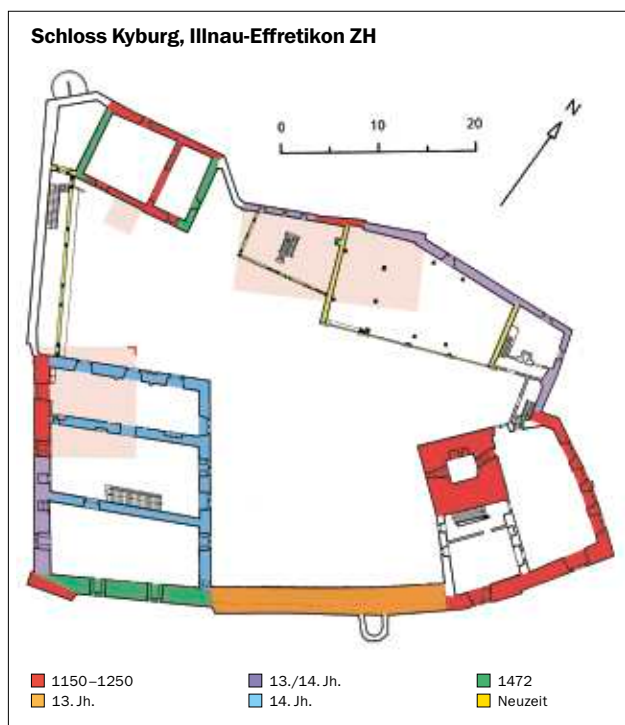 Schloss Kyburg, Illnau-Effretikon ZH
0 10 20
N
1150–1250
13./14. Jh.
1472
13. Jh.
14. Jh.
Neuzeit